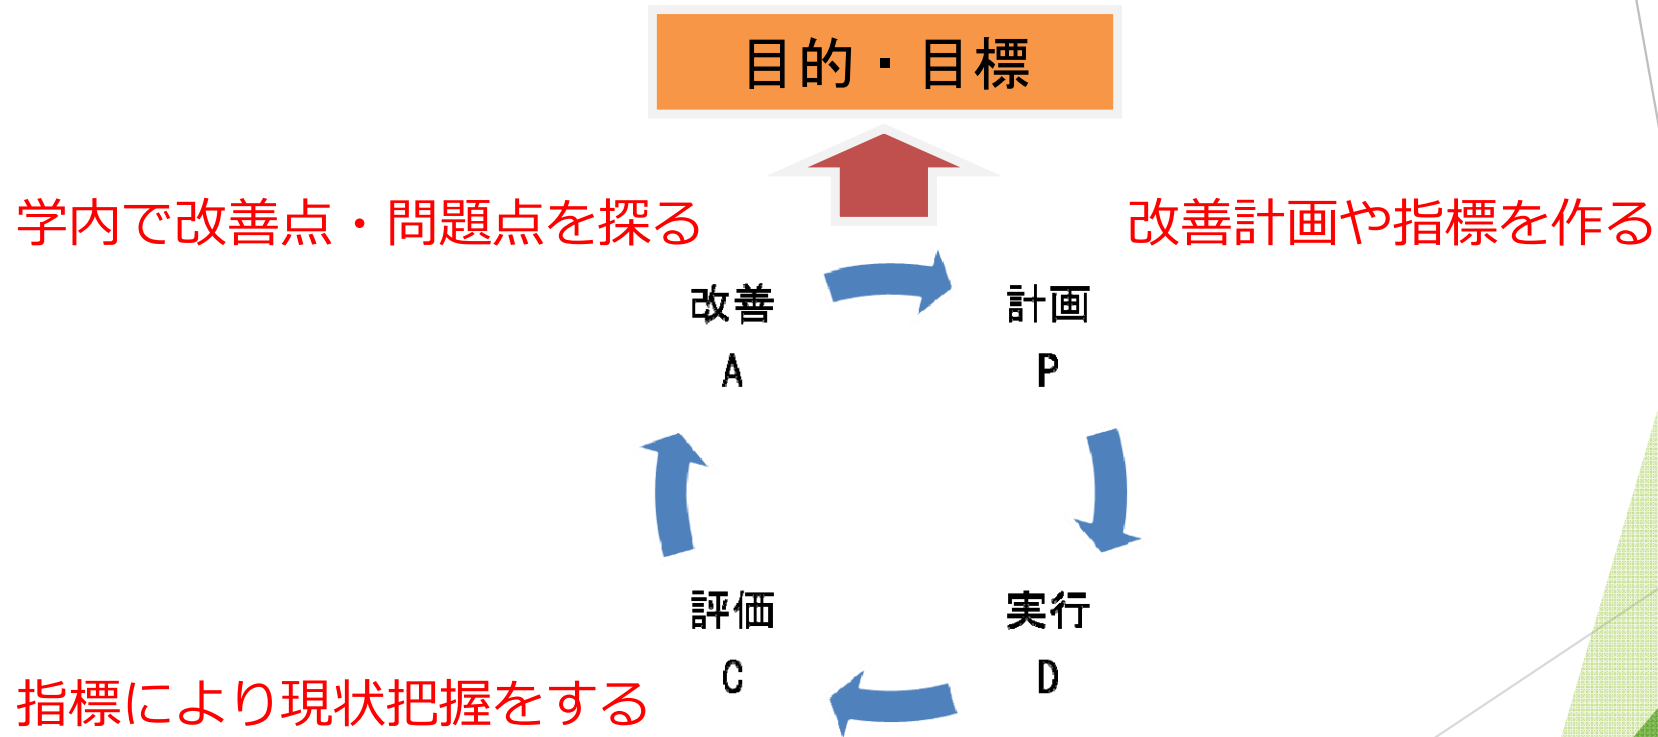 目的・目標
学内で改善点・問題点を探る
改善計画や指標を作る
改善
A
計画
P
評価
C
実行
D
指標により現状把握をする